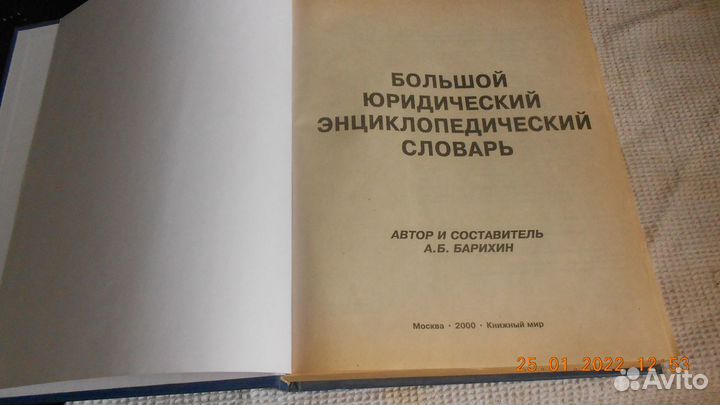 БОЛЬШОЙ
ЮРИДИЧЕСКИЙ
ЭНЦИКЛОПЕДИЧЕСКИЙ
СЛОВАРЬ
АВТОР И СОСТАВИТЕЛЬ
А.Б. БАРИХИН
Москва · 2000 · Книжный мир
25.01.2022 12:53
Avito